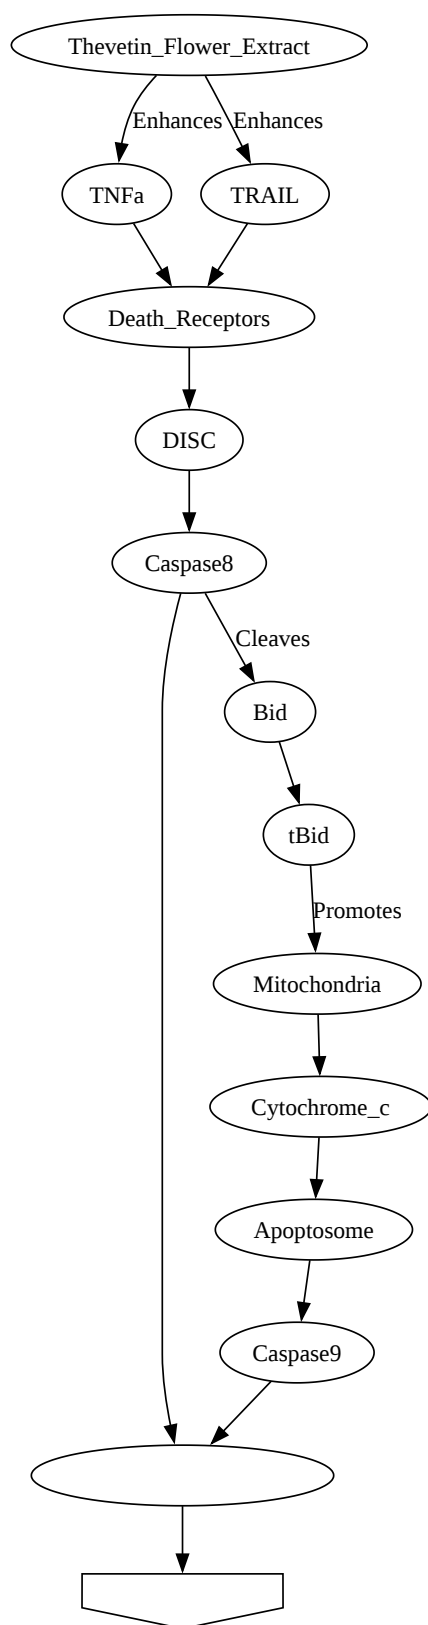 Thevetin_Flower_Extract
Enhances
Enhances
TNFa
TRAIL
Death_Receptors
DISC
Caspase8
Cleaves
Bid
tBid
Promotes
Mitochondria
Cytochrome_c
Apoptosome
Caspase9